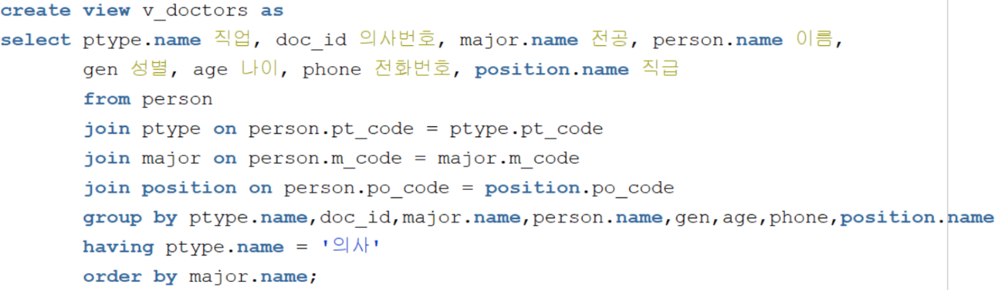 create view v_doctors as
select ptype.name 직업, doc_id 의사번호, major.name 전공, person.name 이름,
gen 성별, age 나이, phone 전화번호, position.name 직급
from person
join ptype on person.pt_code = ptype.pt_code
join major on person.m_code = major.m_code
join position on person.po_code = position.po_code
group by ptype.name,doc_id,major.name,person.name,gen,age,phone,position.name
having ptype.name = '의사'
order by major.name;